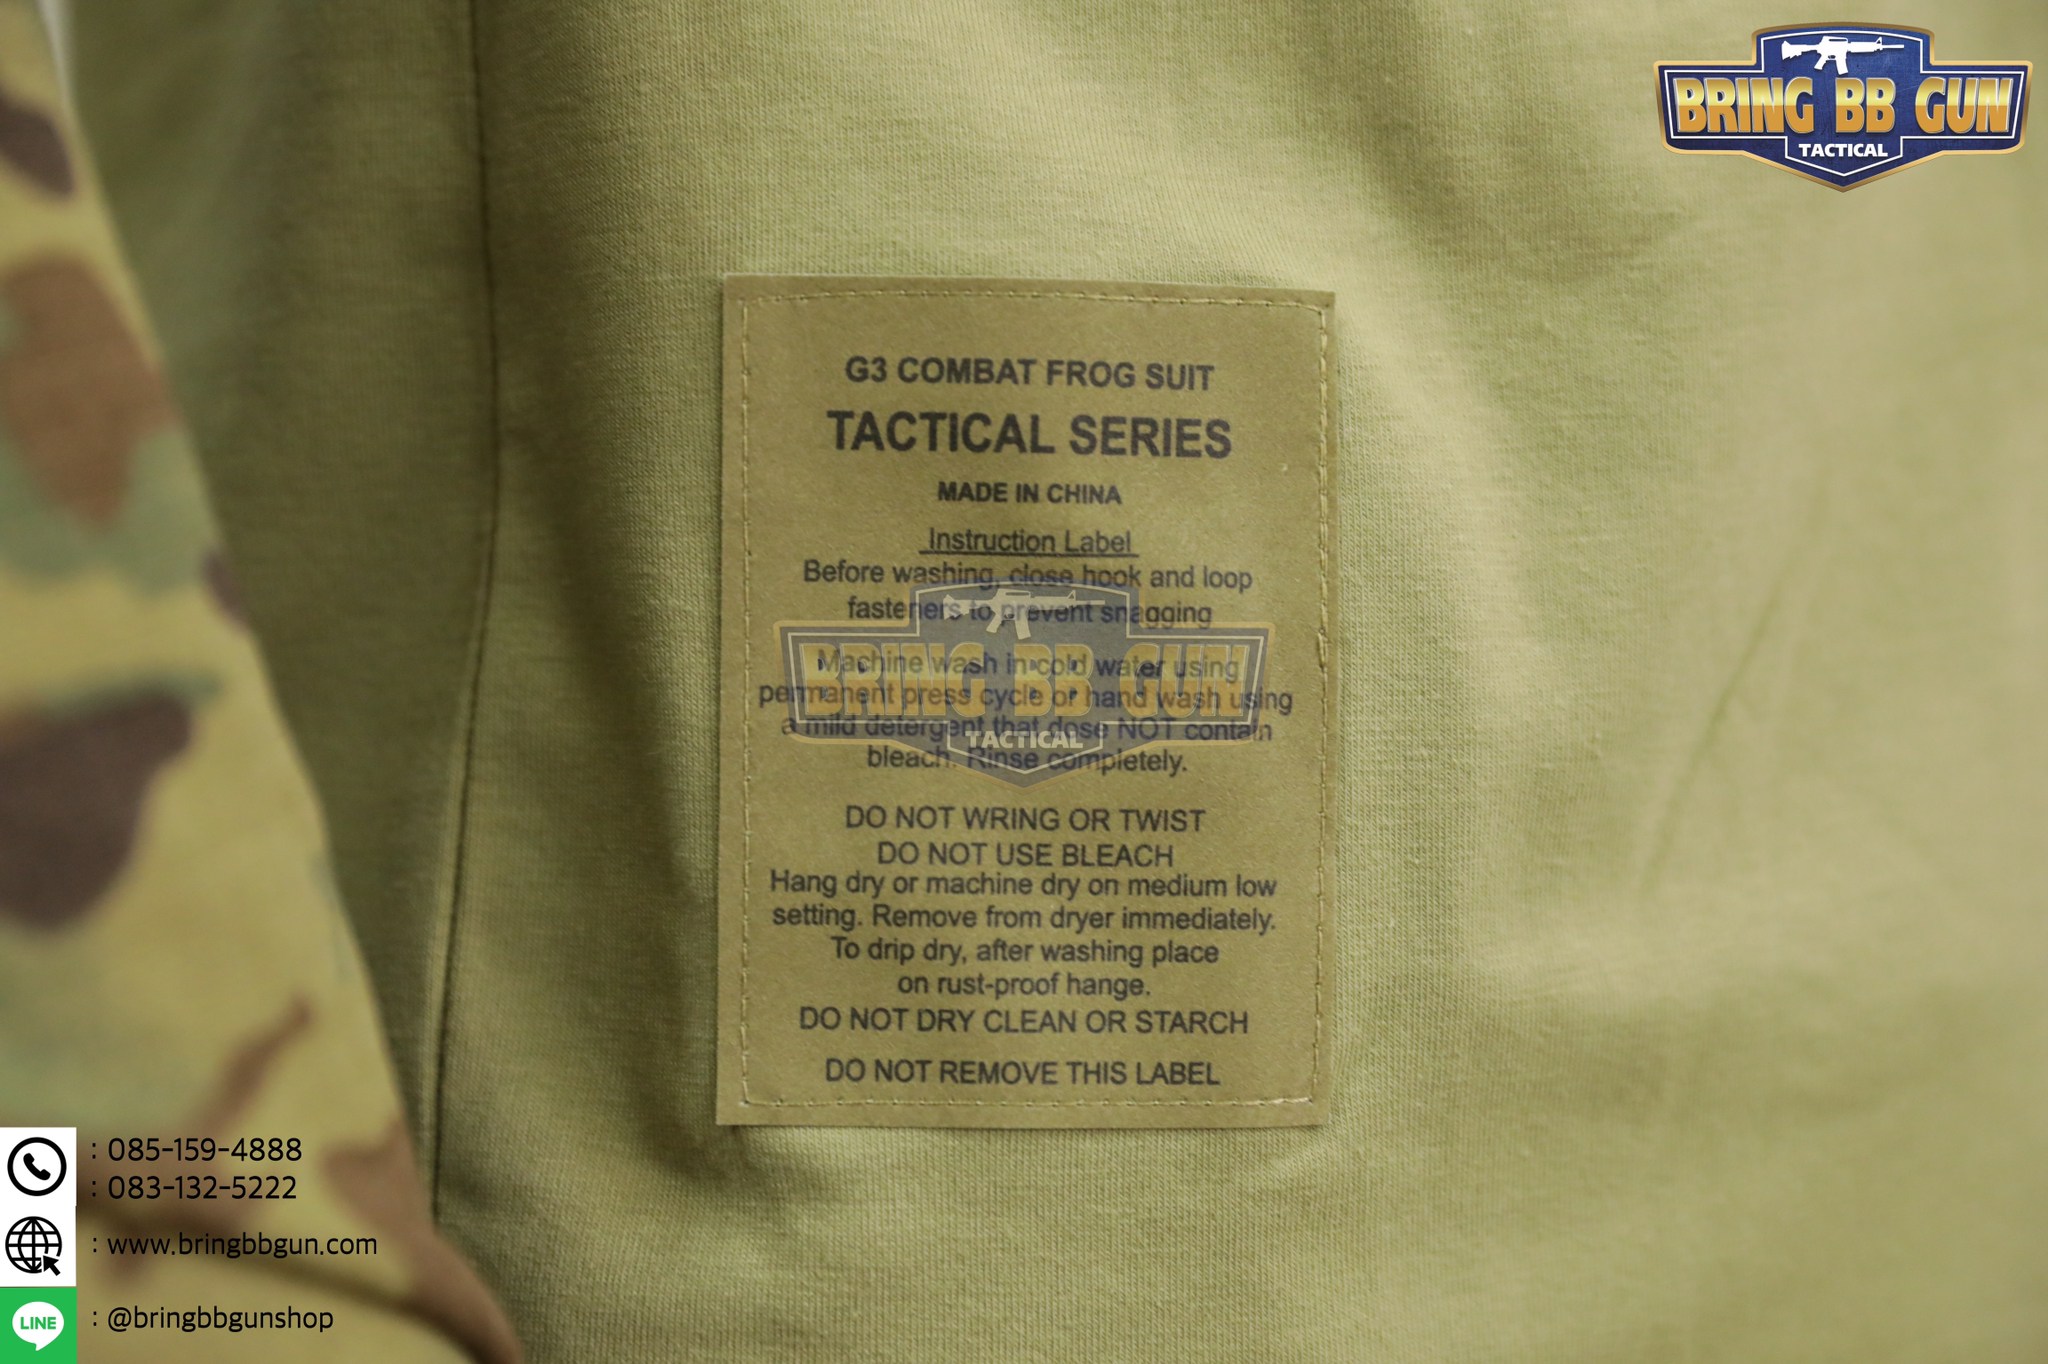 BRING BB GUN
TACTICAL
G3 COMBAT FROG SUIT
TACTICAL SERIES
MADE IN CHINA
Instruction Label
Before washing, close hook and loop
fasteners to prevent snagging
Machine wash in cold water using
permanent press cycle or hand wash using
a mild detergent that dose NOT contain
bleach. Rinse completely.
BRING BB GUN
TACTICAL
DO NOT WRING OR TWIST
DO NOT USE BLEACH
Hang dry or machine dry on medium low
setting. Remove from dryer immediately.
To drip dry, after washing place
on rust-proof hange.
DO NOT DRY CLEAN OR STARCH
DO NOT REMOVE THIS LABEL
: 085-159-4888
: 083-132-5222
: www.bringbbgun.com
LINE : @bringbbgunshop